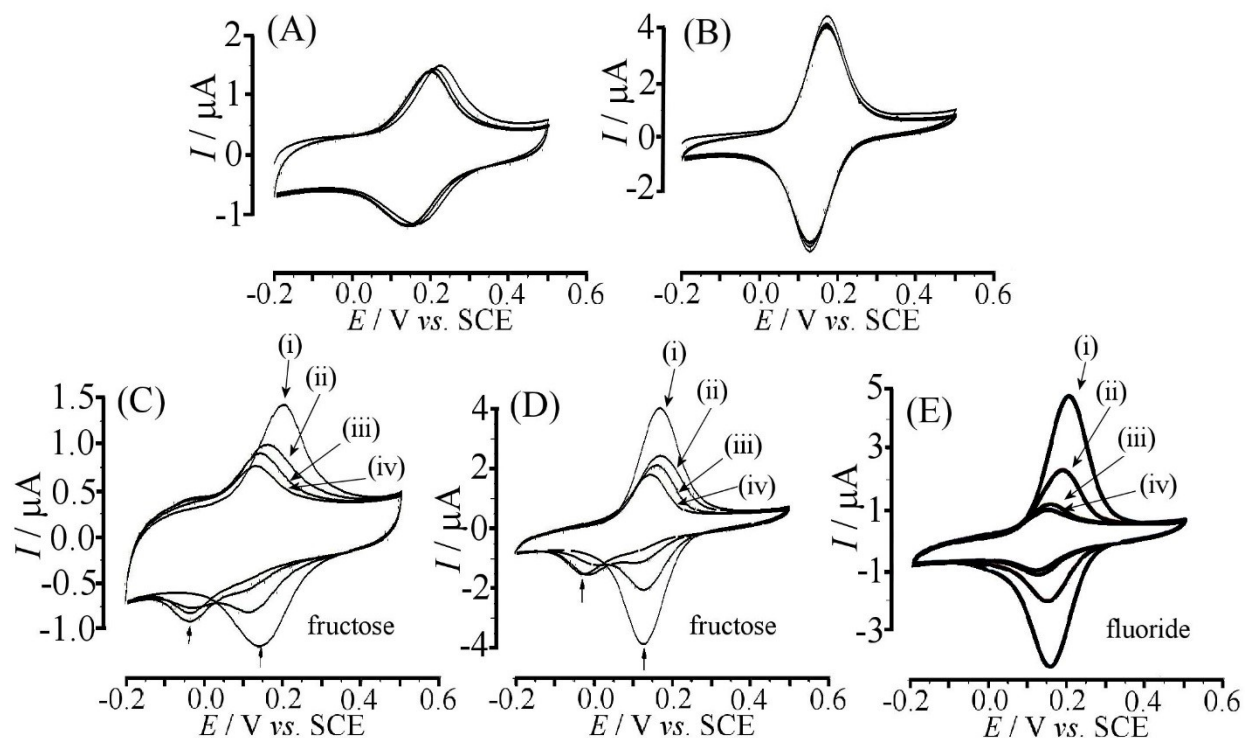 (A)
2
1
0
-1
I / μA
-0.2 0.0 0.2 0.4 0.6
E / V vs. SCE
(B)
4
2
0
-2
I / μA
-0.2 0.0 0.2 0.4 0.6
E / V vs. SCE
(C)
1.5
1.0
0.5
0.0
-0.5
-1.0
I / μA
(i)
(ii)
(iii)
(iv)
fructose
-0.2 0.0 0.2 0.4 0.6
E / V vs. SCE
(D)
4
2
0
-2
-4
I / μA
(i)
(ii)
(iii)
(iv)
fructose
-0.2 0.0 0.2 0.4 0.6
E / V vs. SCE
(E)
5
3
1
-1
-3
I / μA
(i)
(ii)
(iii)
(iv)
fluoride
-0.2 0.0 0.2 0.4 0.6
E / V vs. SCE